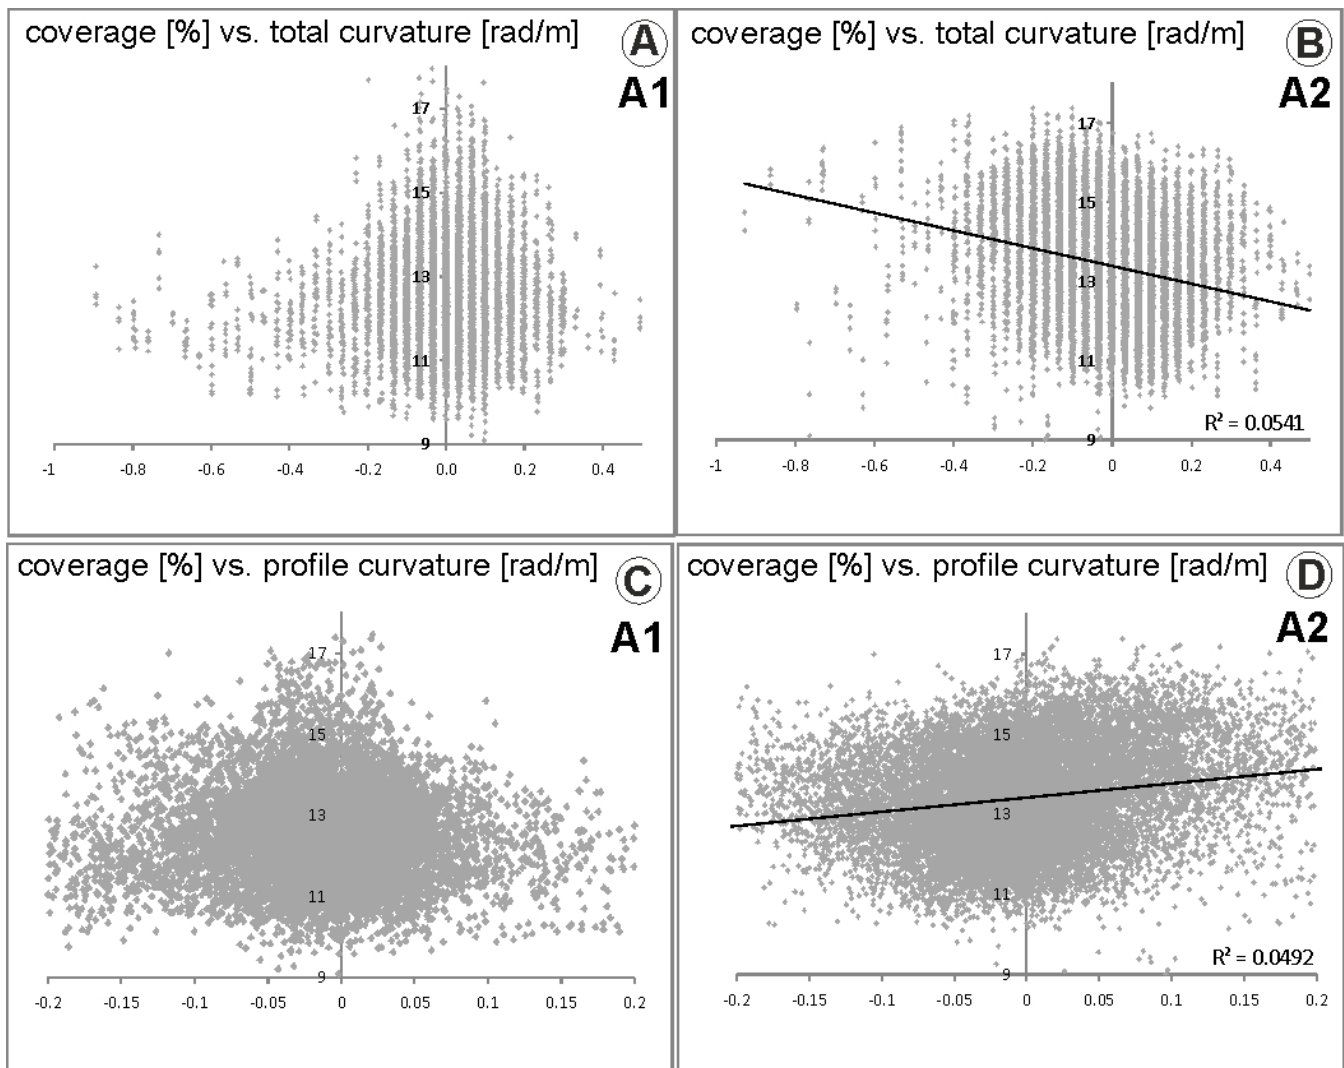 coverage [%] vs. total curvature [rad/m]
A
A1
17
15
13
11
9
-1 -0.8 -0.6 -0.4 -0.2 0.0 0.2 0.4
coverage [%] vs. total curvature [rad/m]
B
A2
17
15
13
11
9
R² = 0.0541
-1 -0.8 -0.6 -0.4 -0.2 0 0.2 0.4
coverage [%] vs. profile curvature [rad/m]
C
A1
17
15
13
11
9
-0.2 -0.15 -0.1 -0.05 0 0.05 0.1 0.15 0.2
coverage [%] vs. profile curvature [rad/m]
D
A2
17
15
13
11
9
R² = 0.0492
-0.2 -0.15 -0.1 -0.05 0 0.05 0.1 0.15 0.2